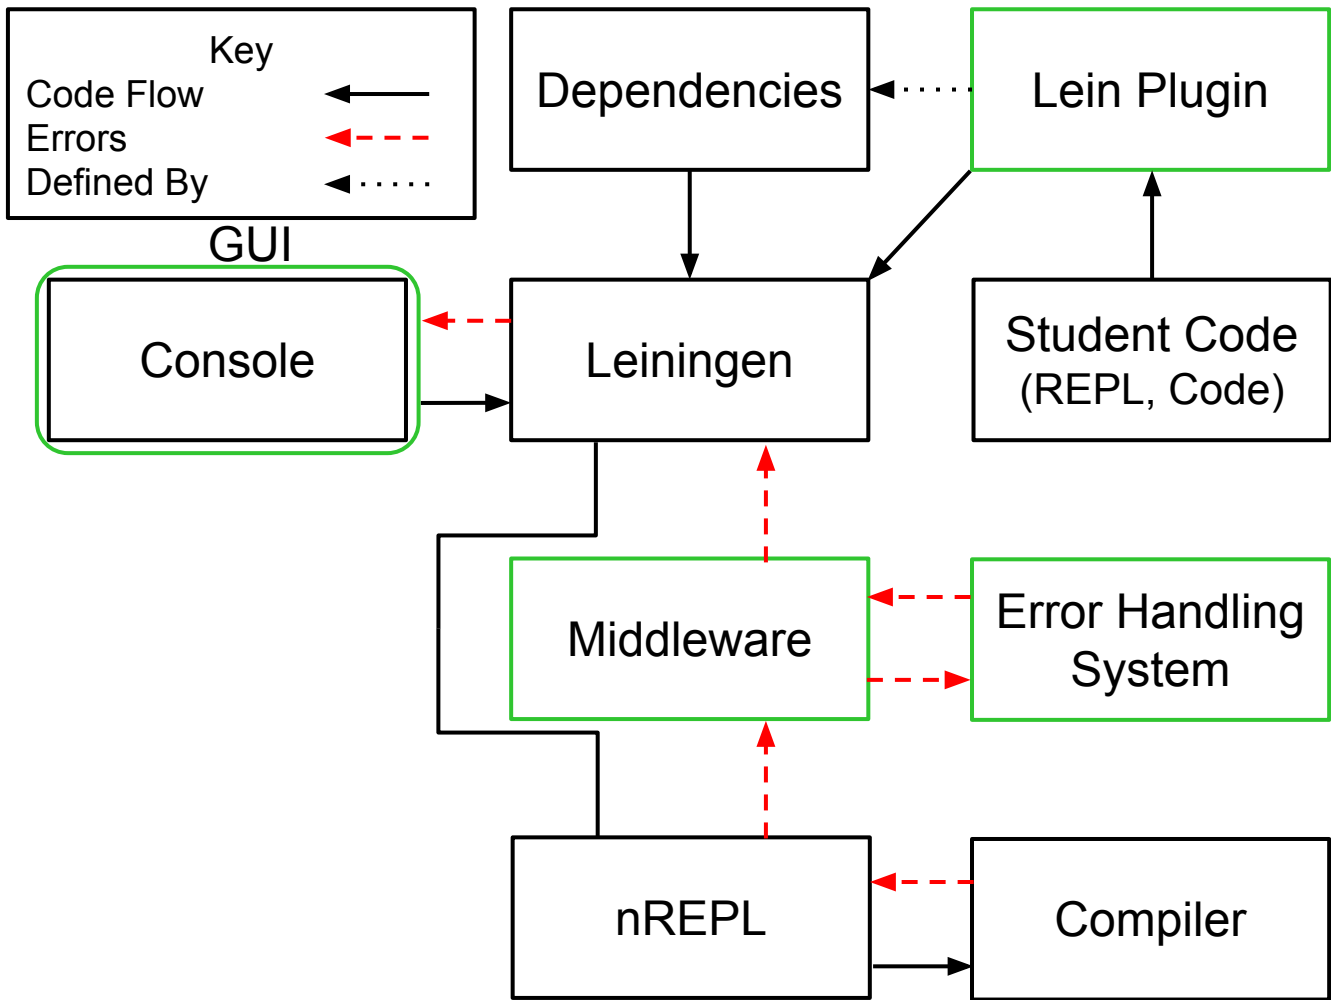 Key
Code Flow
Errors
Defined By
Dependencies
Lein Plugin
GUI
Console
Leiningen
Student Code
(REPL, Code)
Middleware
Error Handling
System
nREPL
Compiler